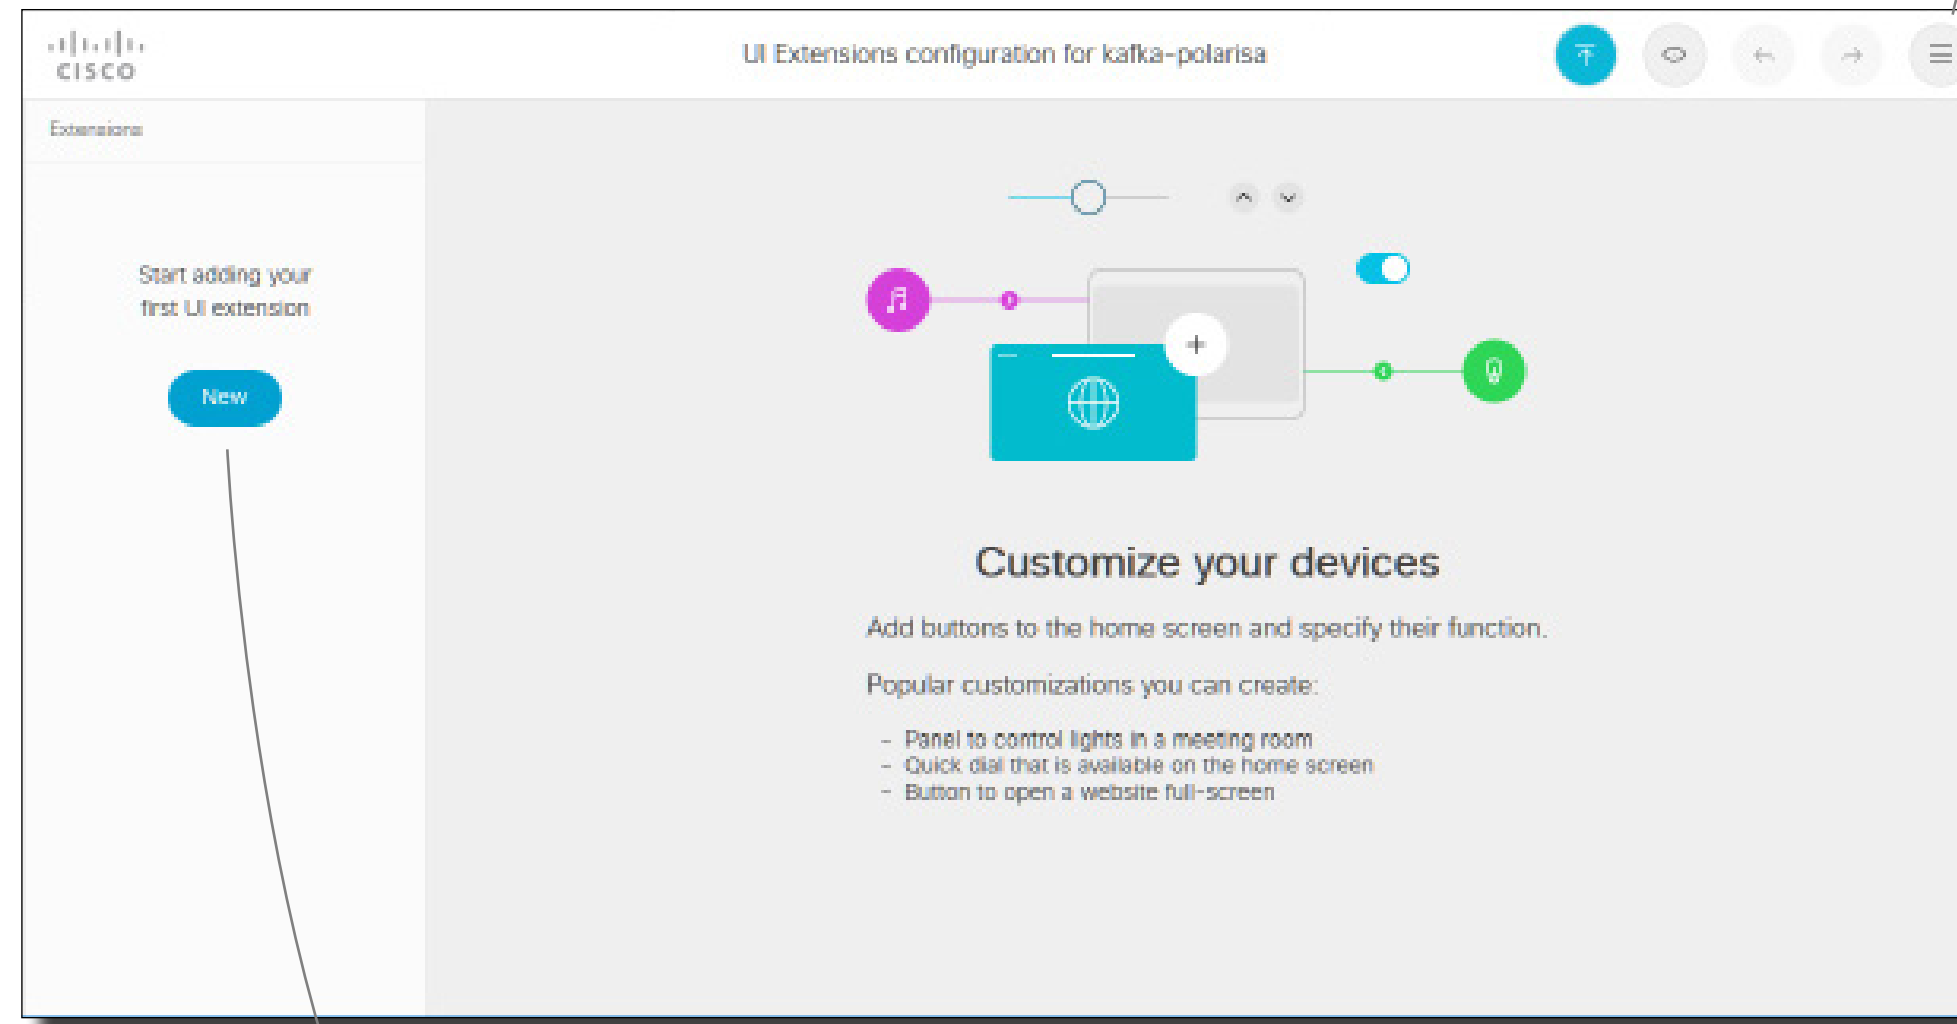 CISCO
UI Extensions configuration for kafka-polarisa
Extensions
Start adding your
first UI extension
New
Customize your devices
Add buttons to the home screen and specify their function.
Popular customizations you can create:
- Panel to control lights in a meeting room
- Quick dial that is available on the home screen
- Button to open a website full-screen